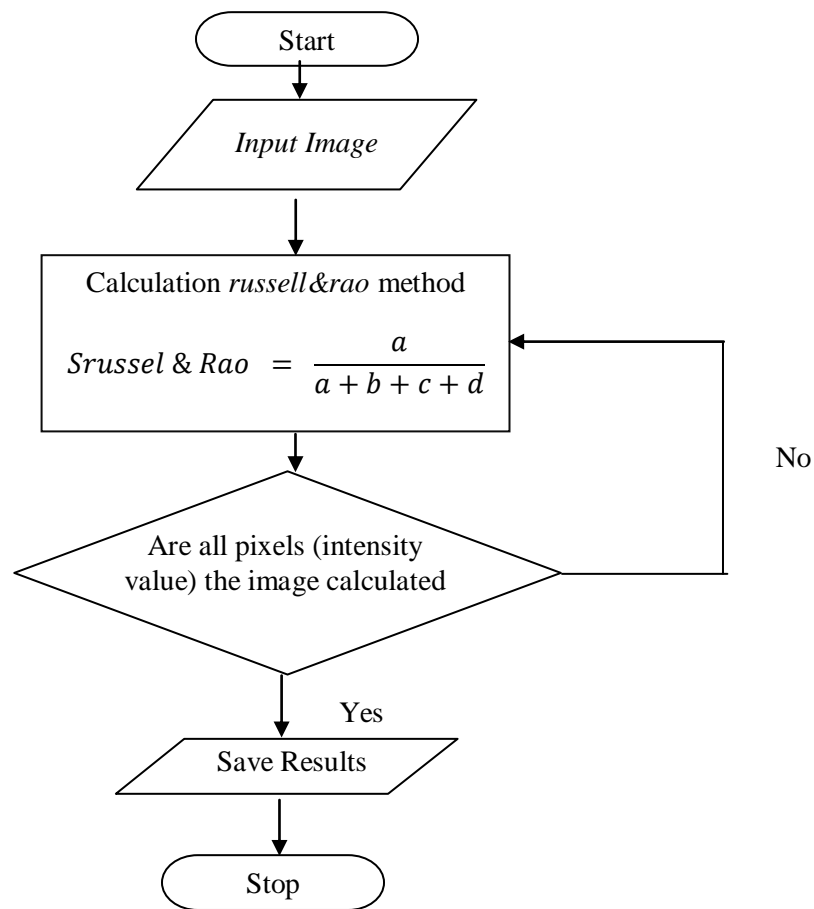 Start
Input Image
Calculation russell&rao method
Srussel & Rao = a / (a + b + c + d)
No
Are all pixels (intensity
value) the image calculated
Yes
Save Results
Stop